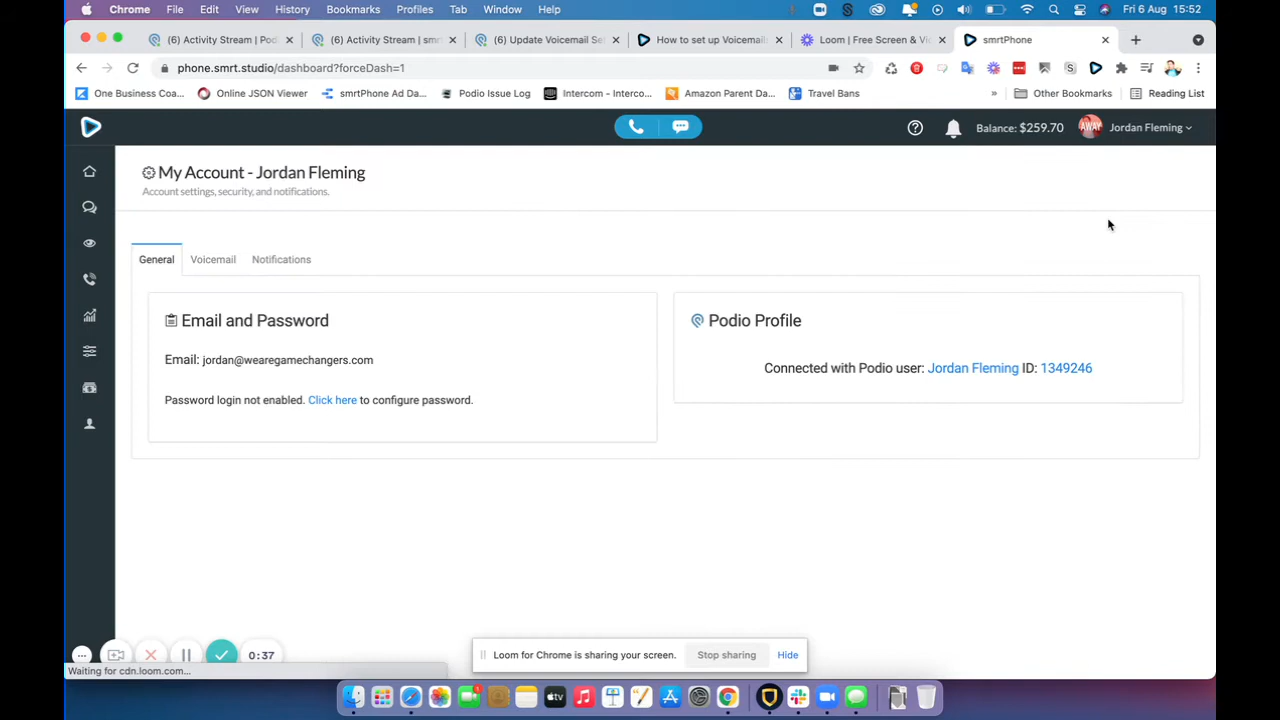 Chrome File Edit View History Bookmarks Profiles Tab Window Help Fri 6 Aug 15:52
(6) Activity Stream | Pod (6) Activity Stream | smr (6) Update Voicemail Se How to set up Voicemail Loom | Free Screen & Vi smrtPhone
phone.smrt.studio/dashboard?forceDash=1
One Business Coa... Online JSON Viewer smrtPhone Ad Da... Podio Issue Log Intercom - Interco... Amazon Parent Da... Travel Bans » Other Bookmarks Reading List
Balance: $259.70 AWAY Jordan Fleming
My Account - Jordan Fleming
Account settings, security, and notifications.
General Voicemail Notifications
Email and Password
Email: jordan@wearegamechangers.com
Password login not enabled. Click here to configure password.
Podio Profile
Connected with Podio user: Jordan Fleming ID: 1349246
0:37
Loom for Chrome is sharing your screen. Stop sharing Hide
Waiting for cdn.loom.com...
tv